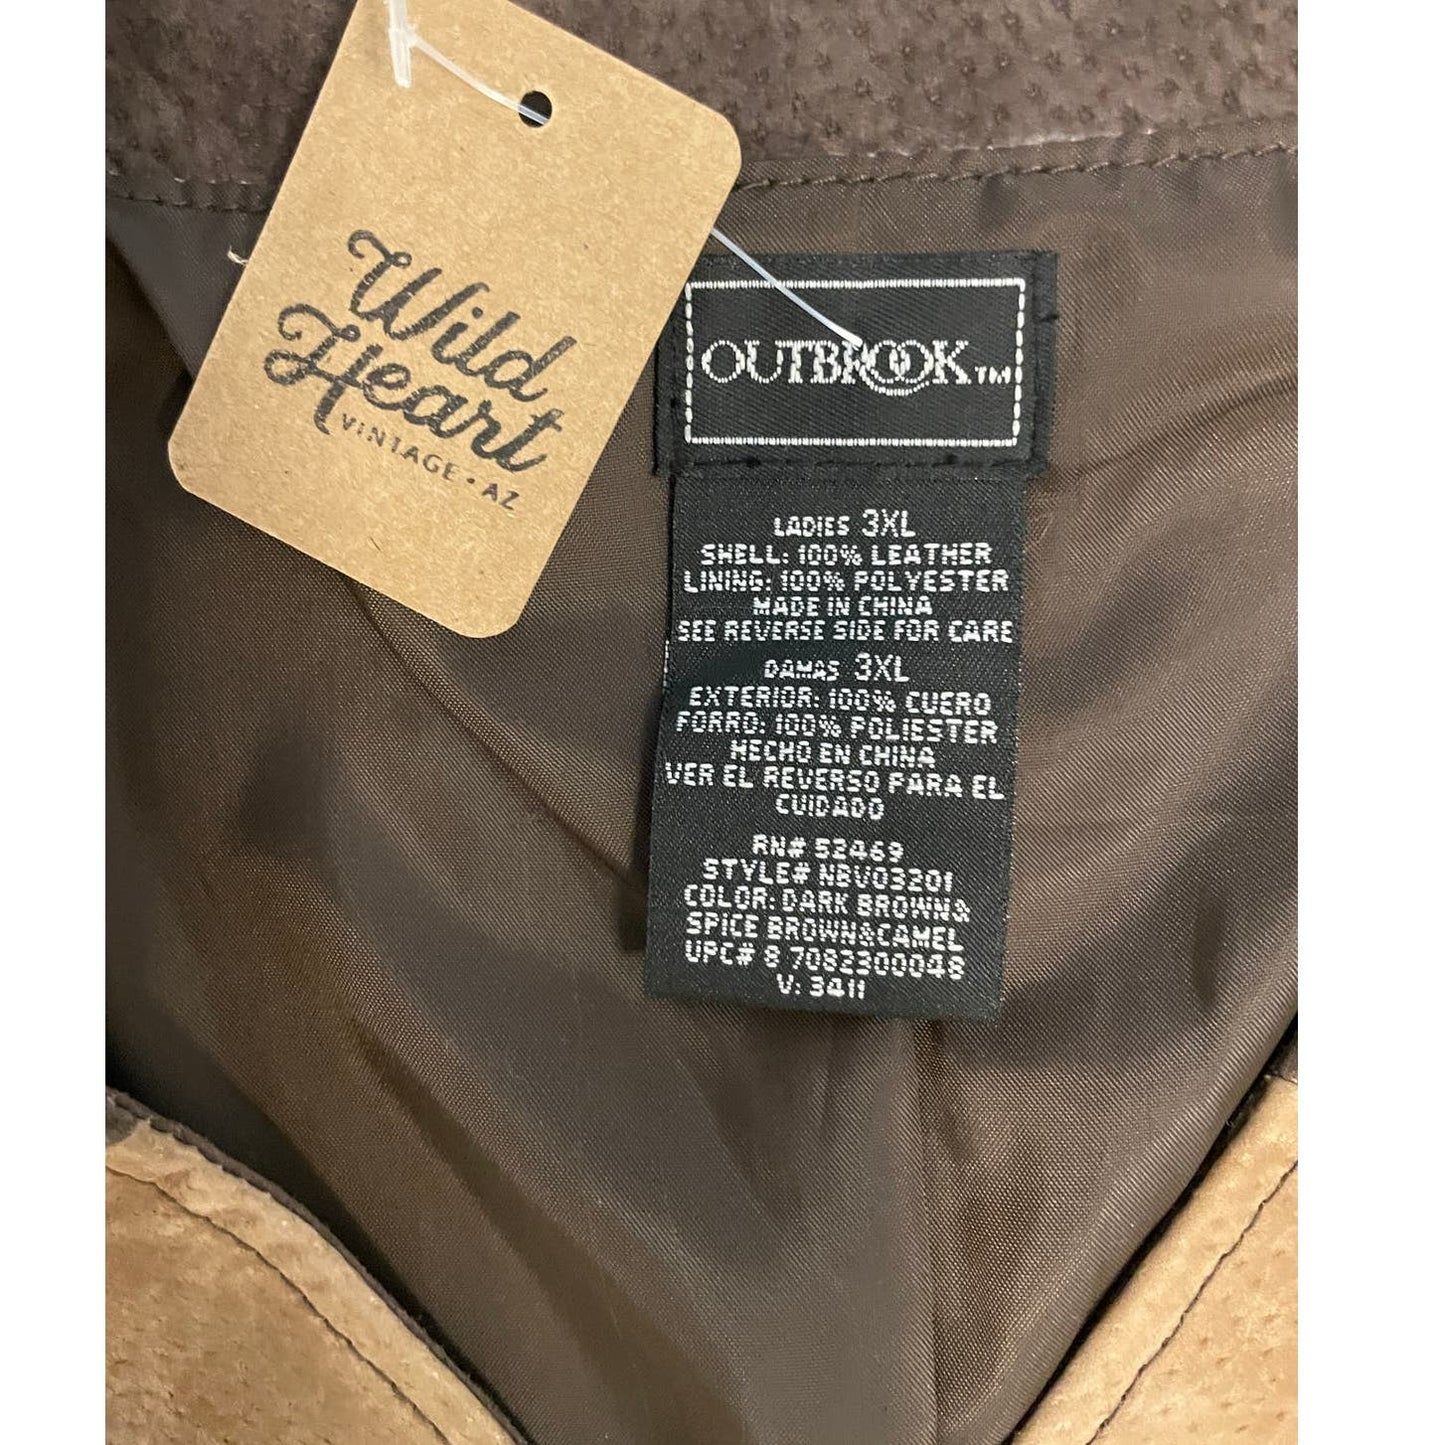 Wild
Heart
VINTAGE • AZ
OUTBROOK™
LADIES 3XL
SHELL: 100% LEATHER
LINING: 100% POLYESTER
MADE IN CHINA
SEE REVERSE SIDE FOR CARE
DAMAS 3XL
EXTERIOR: 100% CUERO
FORRO: 100% POLIESTER
HECHO EN CHINA
VER EL REVERSO PARA EL
CUIDADO
RN# 52469
STYLE# NBV03201
COLOR: DARK BROWN&
SPICE BROWN&CAMEL
UPC# 8 7082300048
V: 3411